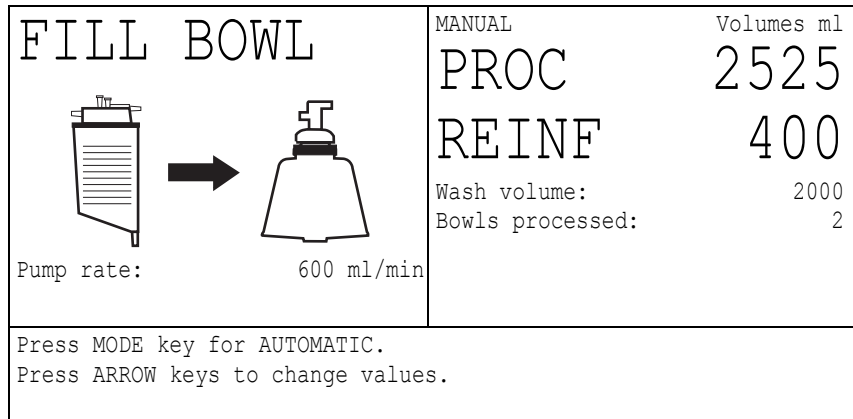 FILL BOWL
Pump rate: 600 ml/min
MANUAL Volumes ml
PROC 2525
REINF 400
Wash volume: 2000
Bowls processed: 2
Press MODE key for AUTOMATIC.
Press ARROW keys to change values.